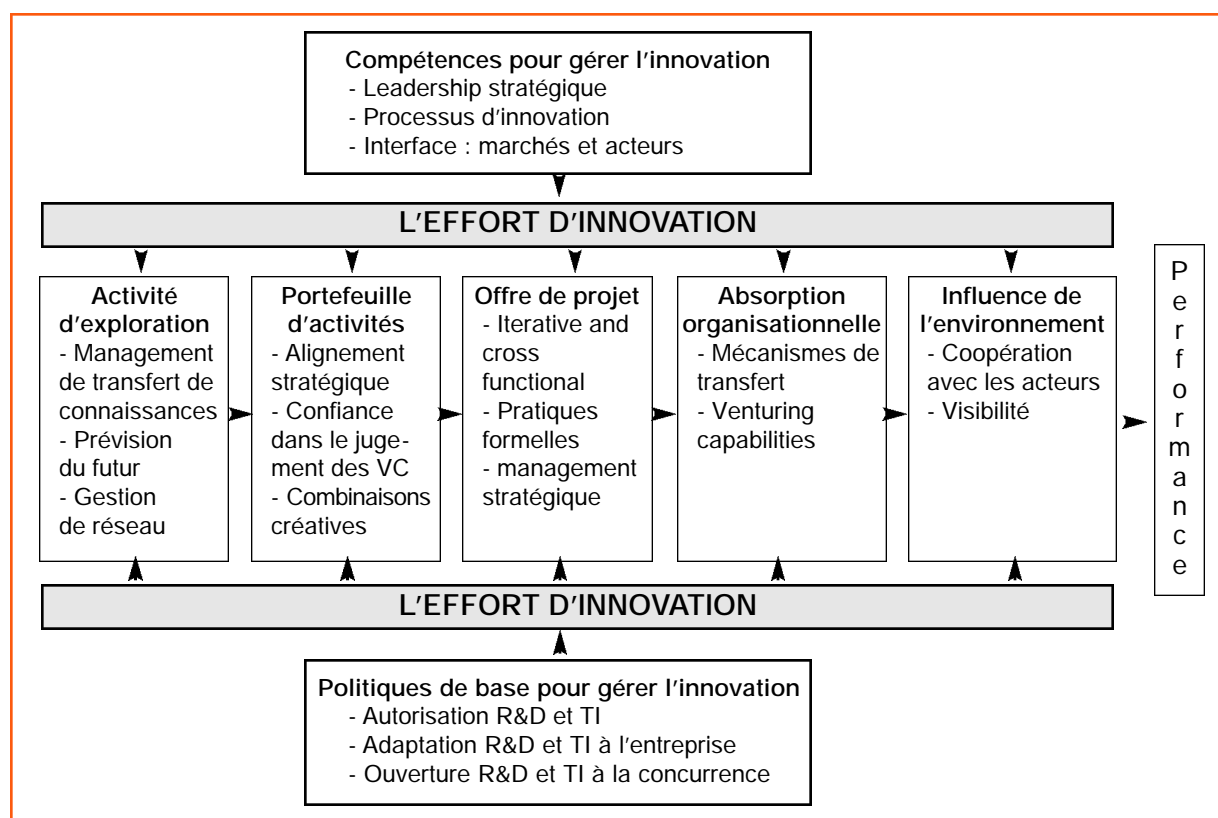 Compétences pour gérer l'innovation
- Leadership stratégique
- Processus d'innovation
- Interface : marchés et acteurs
L'EFFORT D'INNOVATION
Activité
d'exploration
- Management
de transfert de
connaissances
- Prévision
du futur
- Gestion
de réseau
Portefeuille
d'activités
- Alignement
stratégique
- Confiance
dans le juge-
ment des VC
- Combinaisons
créatives
Offre de projet
- Iterative and
cross
functional
- Pratiques
formelles
- management
stratégique
Absorption
organisationnelle
- Mécanismes de
transfert
- Venturing
capabilities
Influence de
l'environnement
- Coopération
avec les acteurs
- Visibilité
Performance
L'EFFORT D'INNOVATION
Politiques de base pour gérer l'innovation
- Autorisation R&D et TI
- Adaptation R&D et TI à l'entreprise
- Ouverture R&D et TI à la concurrence